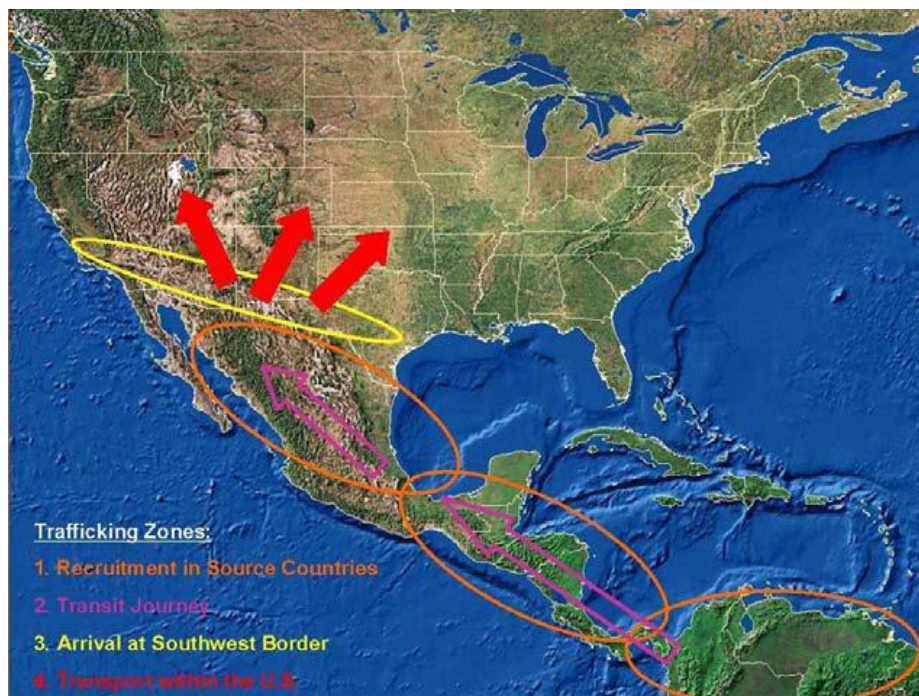 Trafficking Zones:
1. Recruitment in Source Countries
2. Transit Journey
3. Arrival at Southwest Border
4. Transport within the U.S.